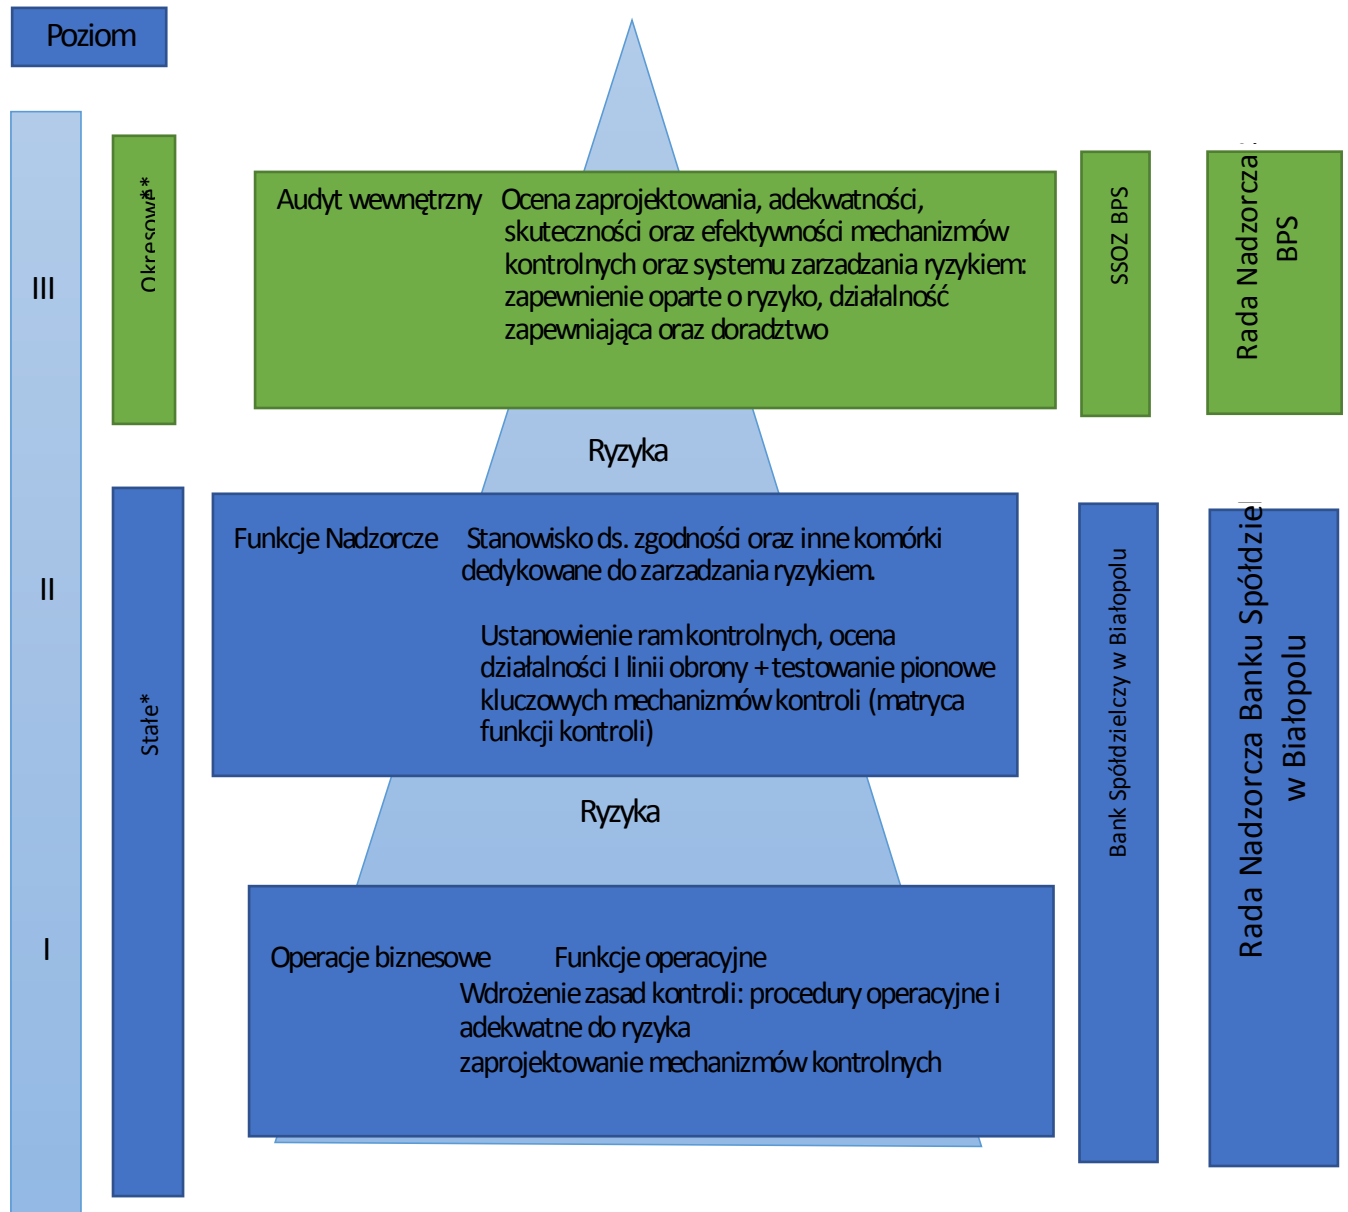 Poziom
III
Okresowe**
Audyt wewnętrzny Ocena zaprojektowania, adekwatności,
skuteczności oraz efektywności mechanizmów
kontrolnych oraz systemu zarzadzania ryzykiem:
zapewnienie oparte o ryzyko, działalność
zapewniająca oraz doradztwo
SSOZ BPS
Rada Nadzorcza
BPS
Ryzyka
II
Stałe*
Funkcje Nadzorcze Stanowisko ds. zgodności oraz inne komórki
dedykowane do zarzadzania ryzykiem.
Ustanowienie ram kontrolnych, ocena
działalności I linii obrony + testowanie pionowe
kluczowych mechanizmów kontroli (matryca
funkcji kontroli)
Bank Spółdzielczy w Białopolu
Rada Nadzorcza Banku Spółdziel
w Białopolu
Ryzyka
I
Operacje biznesowe Funkcje operacyjne
Wdrożenie zasad kontroli: procedury operacyjne i
adekwatne do ryzyka
zaprojektowanie mechanizmów kontrolnych